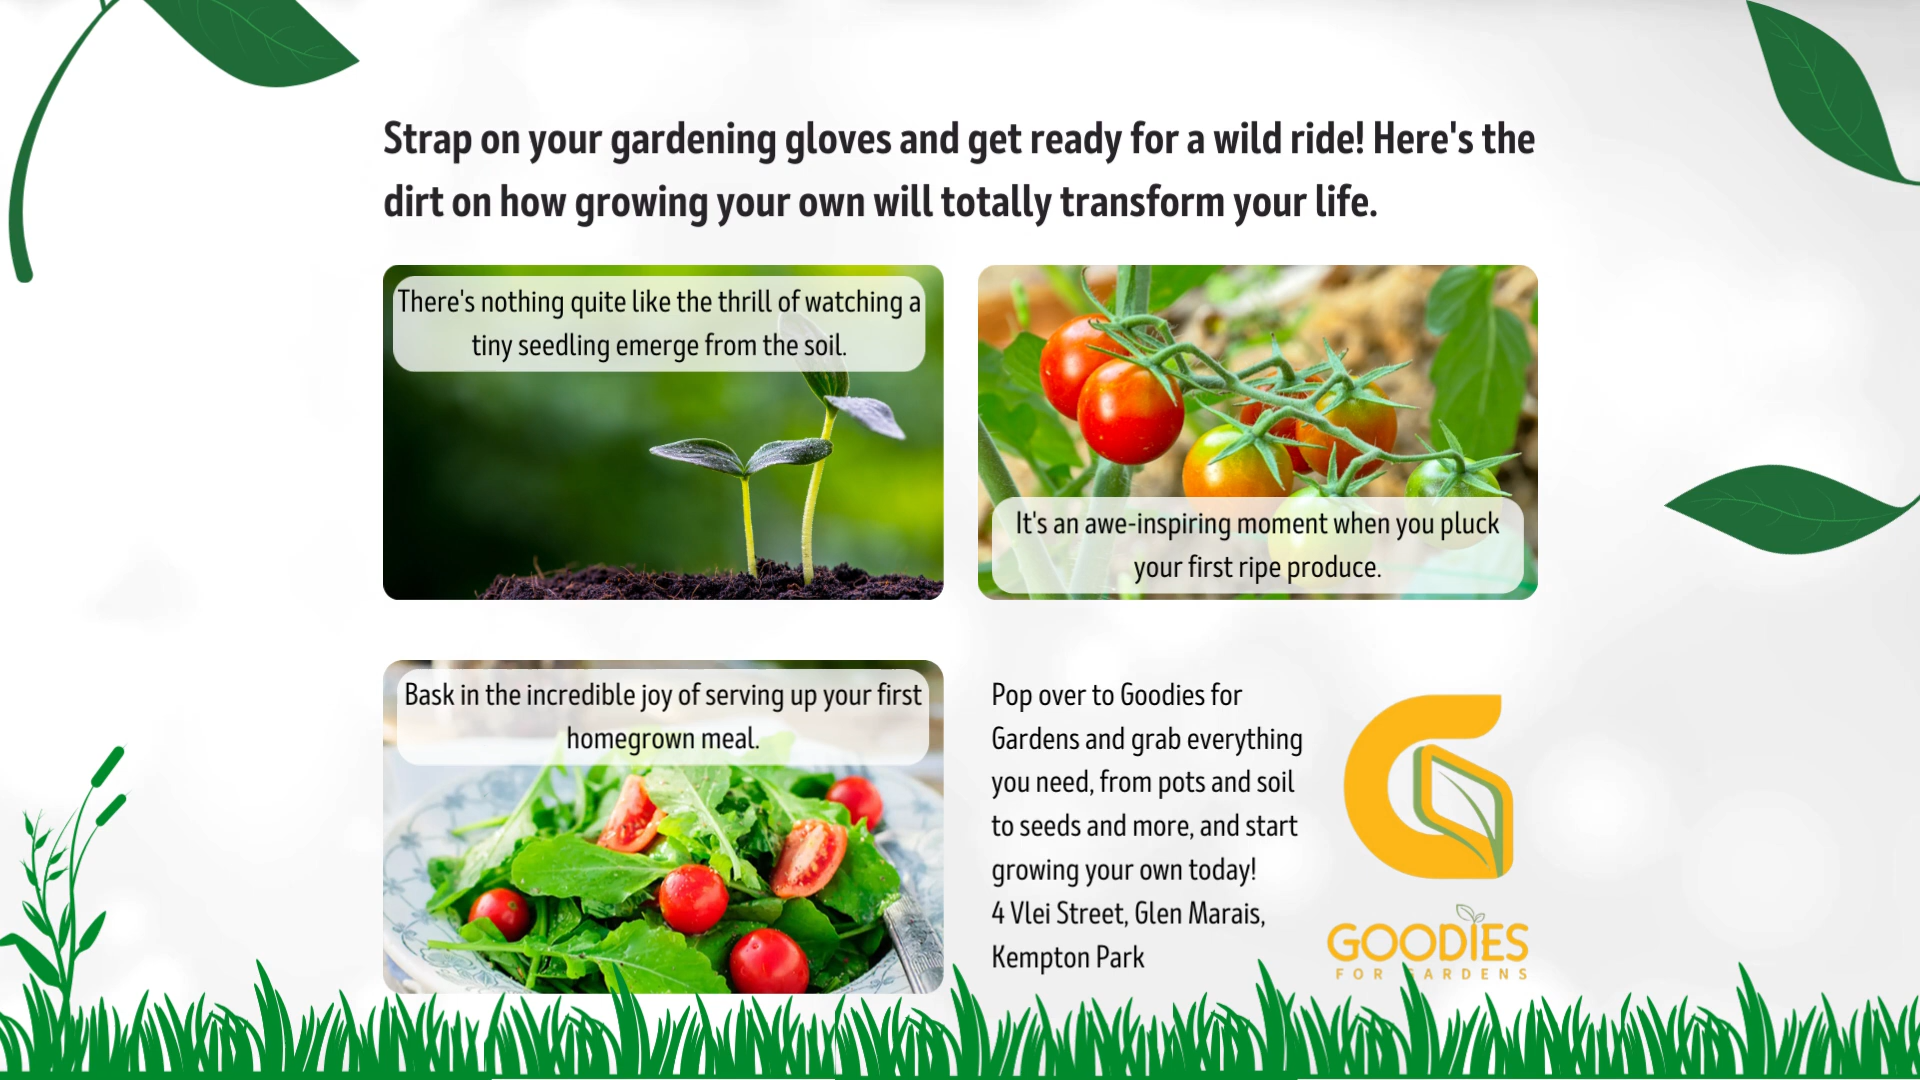 Strap on your gardening gloves and get ready for a wild ride! Here's the
dirt on how growing your own will totally transform your life.
There's nothing quite like the thrill of watching a
tiny seedling emerge from the soil.
It's an awe-inspiring moment when you pluck
your first ripe produce.
Bask in the incredible joy of serving up your first
homegrown meal.
Pop over to Goodies for
Gardens and grab everything
you need, from pots and soil
to seeds and more, and start
growing your own today!
4 Vlei Street, Glen Marais,
Kempton Park
GOODIES
FOR GARDENS